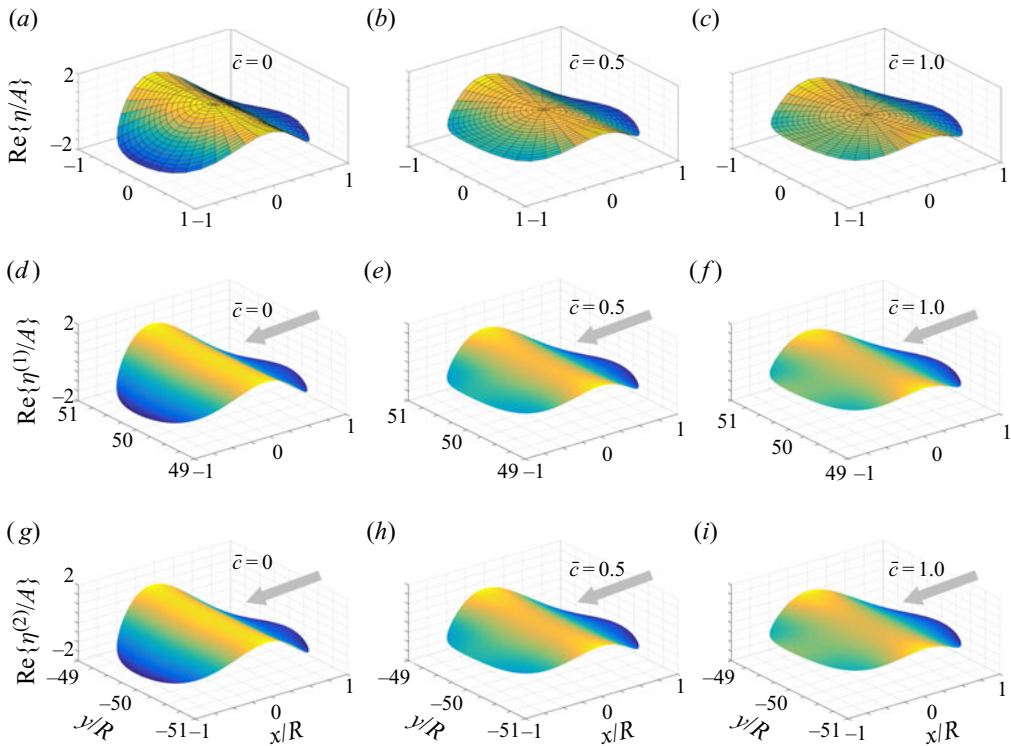 (a) (b) (c)
c̄ = 0 c̄ = 0.5 c̄ = 1.0
Re{η/A}
2
–2
–1 0 1 –1 0 1
–1 0 1 –1 0 1
–1 0 1 –1 0 1
(d) (e) (f)
c̄ = 0 c̄ = 0.5 c̄ = 1.0
Re{η(1)/A}
2
–2
51 50 49 –1 0 1
51 50 49 –1 0 1
51 50 49 –1 0 1
(g) (h) (i)
c̄ = 0 c̄ = 0.5 c̄ = 1.0
Re{η(2)/A}
2
–2
–49 –50 –51 –1 0 1
–49 –50 –51 –1 0 1
–49 –50 –51 –1 0 1
y/R x/R y/R x/R y/R x/R